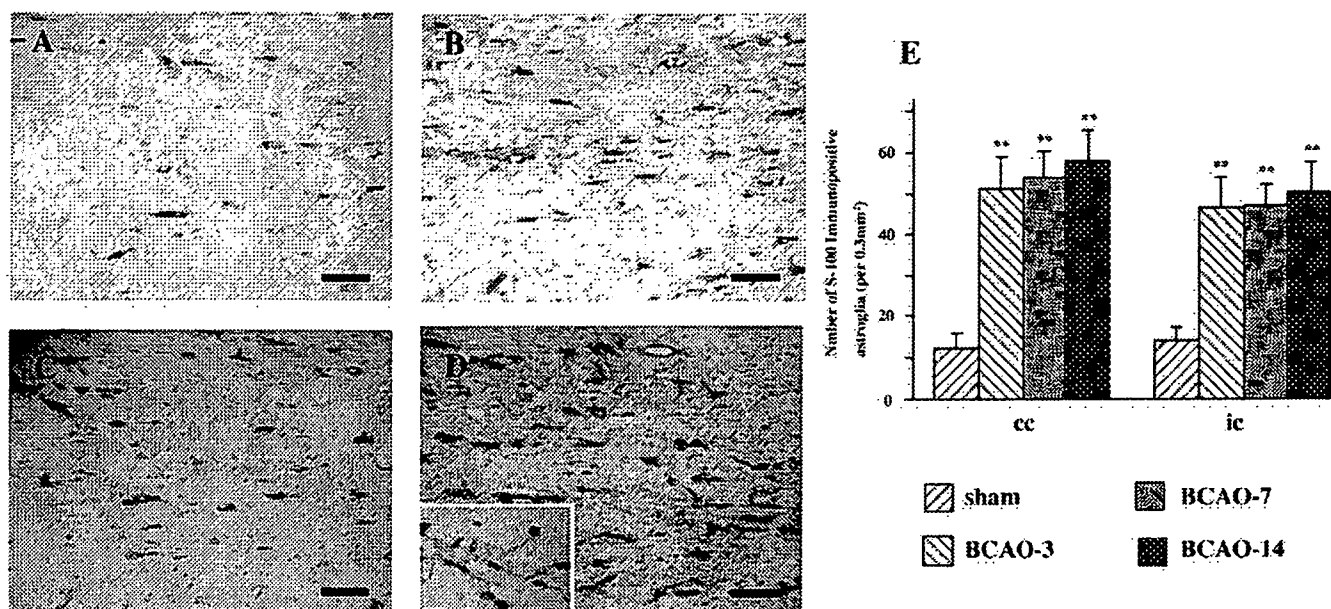 A
B
C
D
E
Nmber of S-100 Immunopositive
astroglia (per 0.3mm²)
60
40
20
0
**
**
**
**
**
**
cc
ic
sham
BCAO-7
BCAO-3
BCAO-14